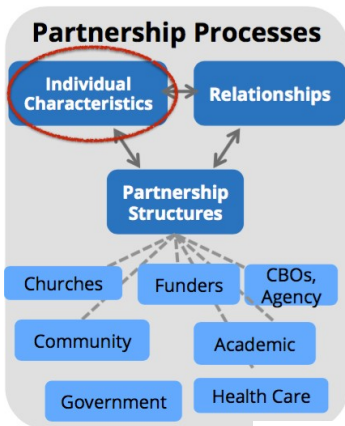 Partnership Processes
Individual
Characteristics
Relationships
Partnership
Structures
Churches
Funders
CBOs,
Agency
Community
Academic
Government
Health Care